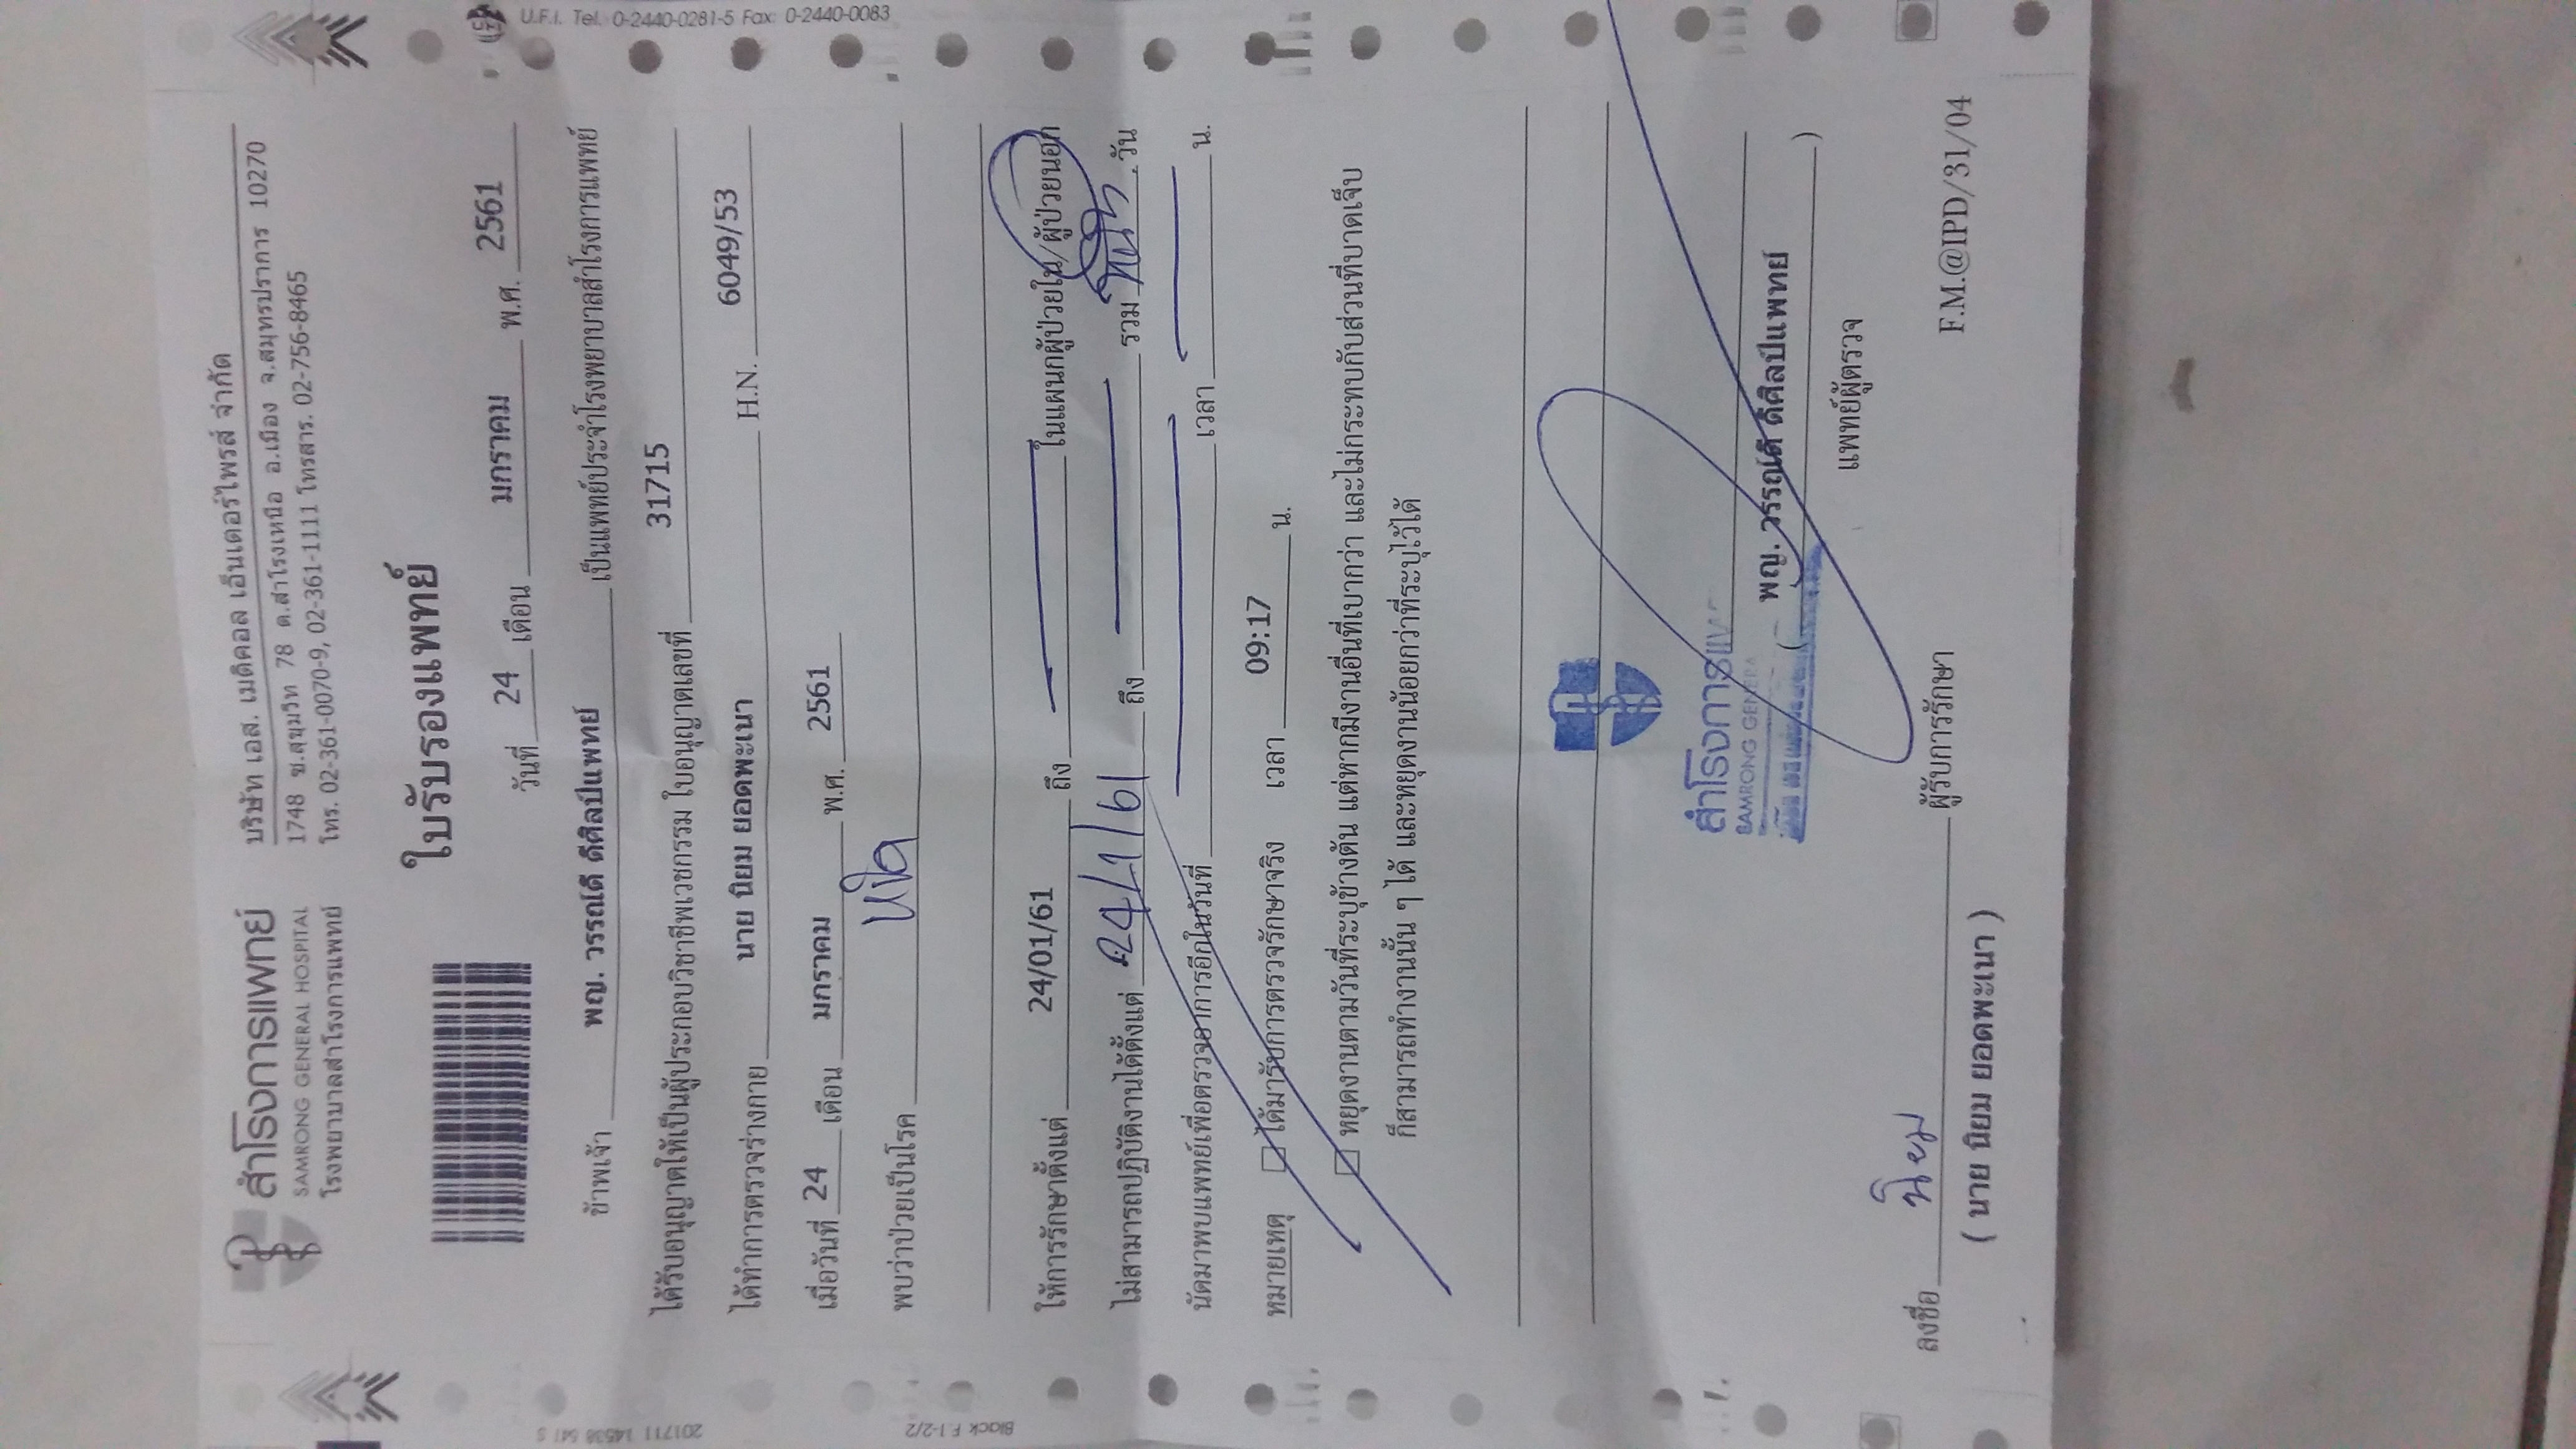 สำโรงการแพทย์
SAMRONG GENERAL HOSPITAL
โรงพยาบาลสำโรงการแพทย์
บริษัท เอส. เมดิคอล เอ็นเตอร์ไพรส์ จำกัด
1748 ซ.สุขุมวิท 78 ต.สำโรงเหนือ อ.เมือง จ.สมุทรปราการ 10270
โทร. 02-361-0070-9, 02-361-1111 โทรสาร. 02-756-8465
ใบรับรองแพทย์
วันที่ 24 เดือน มกราคม พ.ศ. 2561
ข้าพเจ้า พญ. วรรณ์ดี ดีศิลป์แพทย์ เป็นแพทย์ประจำโรงพยาบาลสำโรงการแพทย์
ได้รับอนุญาตให้เป็นผู้ประกอบวิชาชีพเวชกรรม ใบอนุญาตเลขที่ 31715
ได้ทำการตรวจร่างกาย นาย นิยม ยอดพะเนา H.N. 6049/53
เมื่อวันที่ 24 เดือน มกราคม พ.ศ. 2561
พบว่าป่วยเป็นโรค
ให้การรักษาตั้งแต่ 24/01/61 ถึง ในแผนกผู้ป่วยใน/ผู้ป่วยนอก
ไม่สามารถปฏิบัติงานได้ตั้งแต่ 24/1/61 ถึง รวม วัน
นัดมาพบแพทย์เพื่อตรวจอาการอีกในวันที่ เวลา น.
หมายเหตุ ได้มารับการตรวจรักษาจริง เวลา 09:17 น.
หยุดงานตามวันที่ระบุข้างต้น แต่หากมีงานอื่นที่เบากว่า และไม่กระทบกับส่วนที่บาดเจ็บ
ก็สามารถทำงานนั้น ๆ ได้ และหยุดงานน้อยกว่าที่ระบุไว้ได้
สำโรงการแพ
SAMRONG GENERA
( พญ. วรรณ์ดี ดีศิลป์แพทย์ )
แพทย์ผู้ตรวจ
ลงชื่อ นิยม ผู้รับการรักษา
( นาย นิยม ยอดพะเนา )
F.M.@IPD/31/04
Black F.1-2/2
U.F.I. Tel. 0-2440-0281-5 Fax: 0-2440-0083